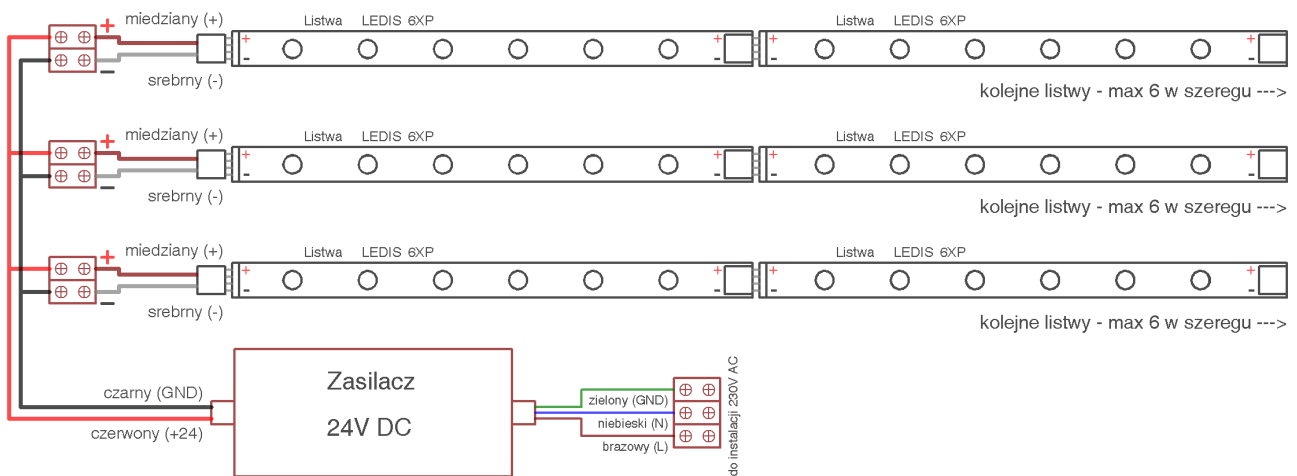 + miedziany (+) Listwa LEDIS 6XP Listwa LEDIS 6XP
+ + + +
- - - -
- srebrny (-)
kolejne listwy - max 6 w szeregu --->
+ miedziany (+) Listwa LEDIS 6XP Listwa LEDIS 6XP
+ + + +
- - - -
- srebrny (-)
kolejne listwy - max 6 w szeregu --->
+ miedziany (+) Listwa LEDIS 6XP Listwa LEDIS 6XP
+ + + +
- - - -
- srebrny (-)
kolejne listwy - max 6 w szeregu --->
czarny (GND)
czerwony (+24)
Zasilacz
24V DC
zielony (GND)
niebieski (N)
brazowy (L)
do instalacji 230V AC